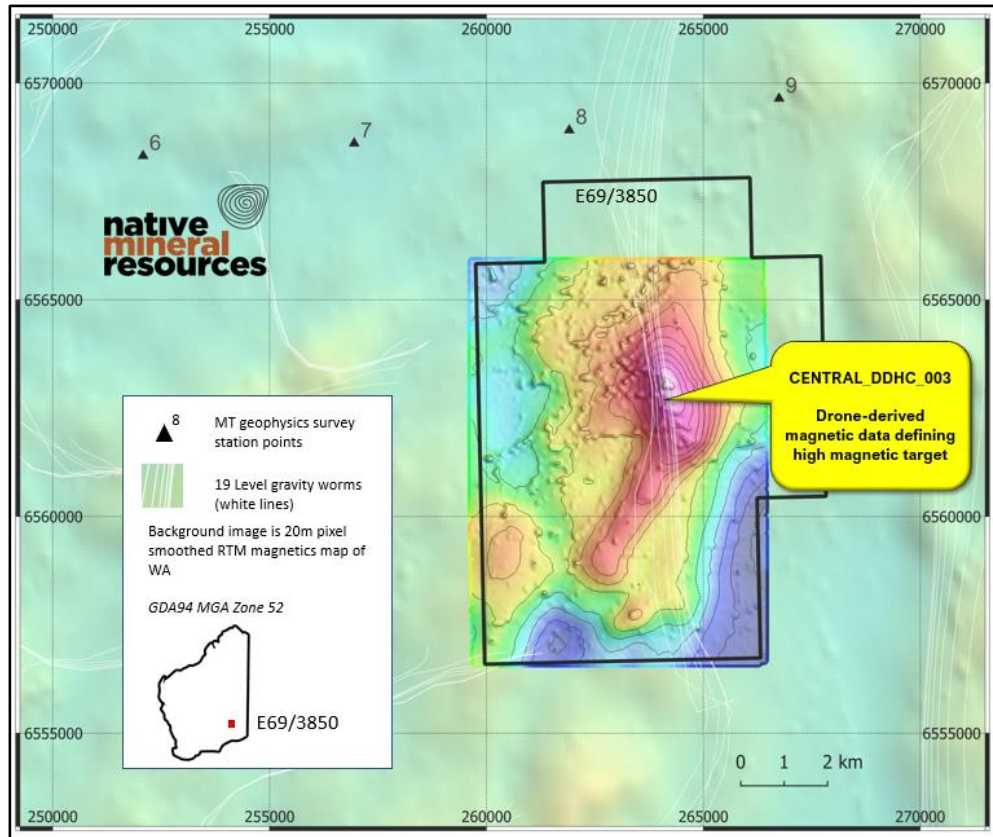 250000
255000
260000
265000
270000
6570000
6570000
6
7
8
9
E69/3850
native
mineral
resources
6565000
6565000
CENTRAL_DDHC_003
Drone-derived
magnetic data defining
high magnetic target
8
MT geophysics survey
station points
19 Level gravity worms
(white lines)
Background image is 20m pixel
smoothed RTM magnetics map of
WA
GDA94 MGA Zone 52
E69/3850
6560000
6560000
6555000
6555000
0 1 2 km
250000
255000
260000
265000
270000